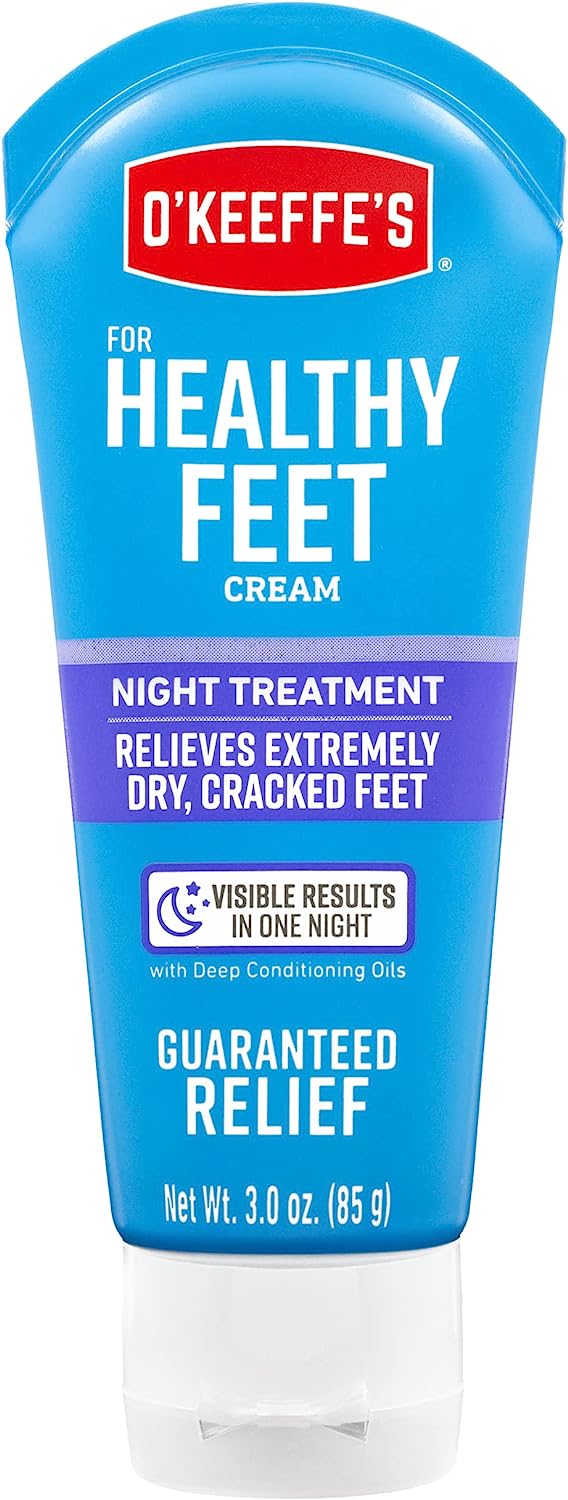 O'KEEFFE'S
®
FOR
HEALTHY
FEET
CREAM
NIGHT TREATMENT
RELIEVES EXTREMELY
DRY, CRACKED FEET
VISIBLE RESULTS
IN ONE NIGHT
with Deep Conditioning Oils
GUARANTEED
RELIEF
Net Wt. 3.0 oz. (85 g)